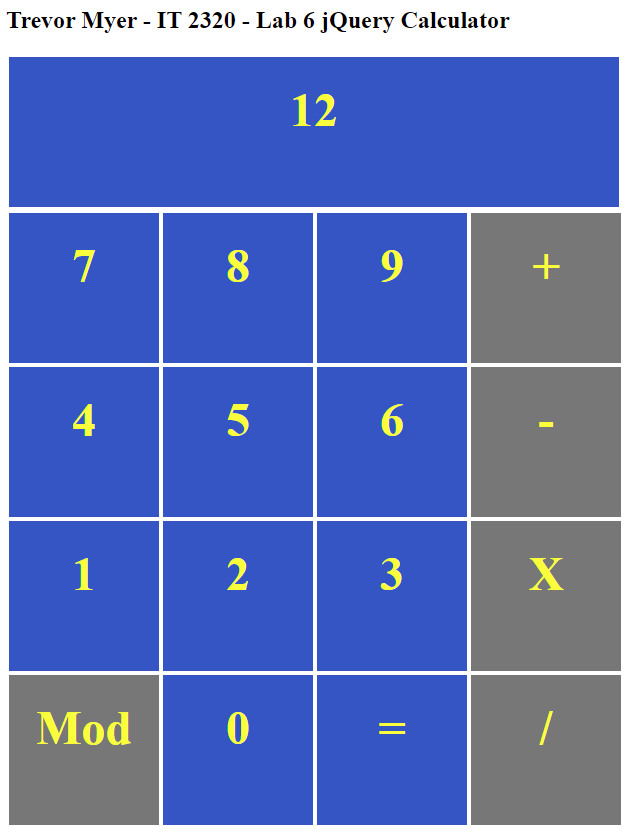 Trevor Myer - IT 2320 - Lab 6 jQuery Calculator
12
7 8 9 +
4 5 6 -
1 2 3 X
Mod 0 = /